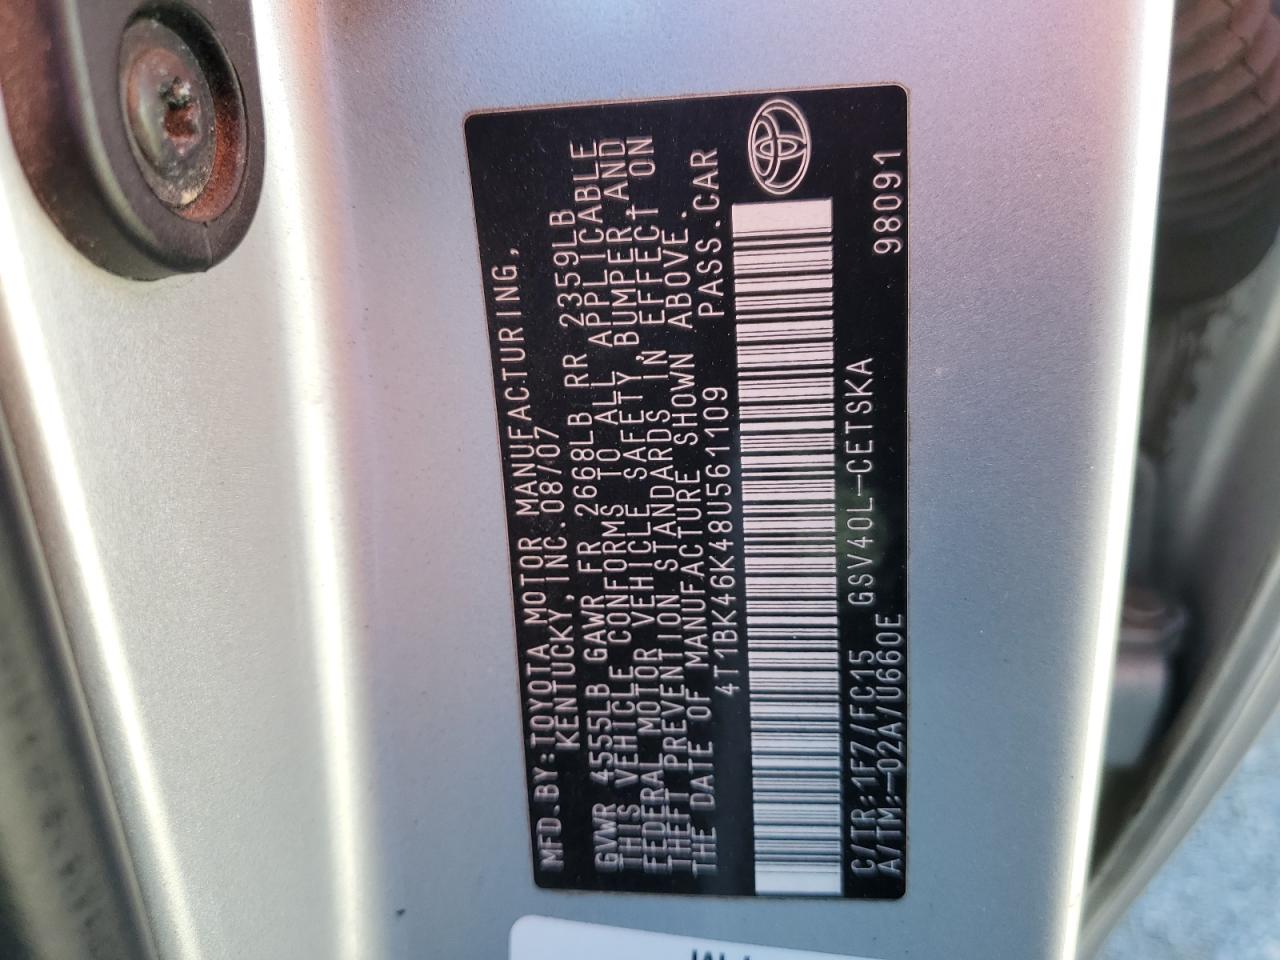 MFD.BY:TOYOTA MOTOR MANUFACTURING,
KENTUCKY,INC.08/07
GVWR 4555LB GAWR FR 2668LB RR 2359LB
THIS VEHICLE CONFORMS TO ALL APPLICABLE
FEDERAL MOTOR VEHICLE SAFETY,BUMPER,AND
THEFT PREVENTION STANDARDS IN EFFECT ON
THE DATE OF MANUFACTURE SHOWN ABOVE.
4T1BK46K48U561109 PASS.CAR
C/TR:1F7/FC15 GSV40L-CETSKA 98091
A/TM:-02A/U660E